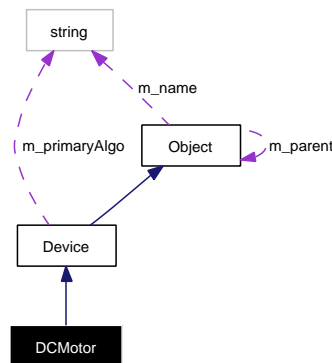 string
m_name
m_primaryAlgo
Object
m_parent
Device
DCMotor